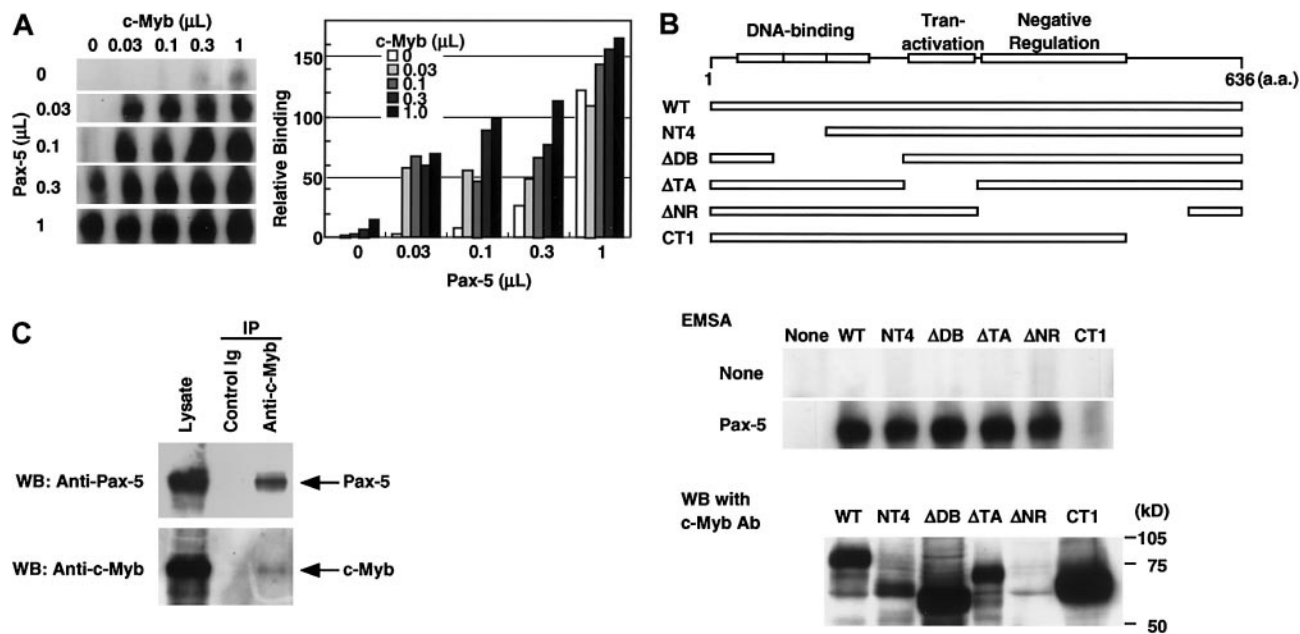 A
c-Myb (μL)
0 0.03 0.1 0.3 1
Pax-5 (μL)
0
0.03
0.1
0.3
1
c-Myb (μL)
0
0.03
0.1
0.3
1.0
Relative Binding
150
100
50
0
0 0.03 0.1 0.3 1
Pax-5 (μL)
B
DNA-binding
Tran-
activation
Negative
Regulation
1
636 (a.a.)
WT
NT4
ΔDB
ΔTA
ΔNR
CT1
EMSA
None WT NT4 ΔDB ΔTA ΔNR CT1
None
Pax-5
WB with
c-Myb Ab
WT NT4 ΔDB ΔTA ΔNR CT1
(kD)
105
75
50
C
IP
Lysate
Control Ig
Anti-c-Myb
WB: Anti-Pax-5
Pax-5
WB: Anti-c-Myb
c-Myb